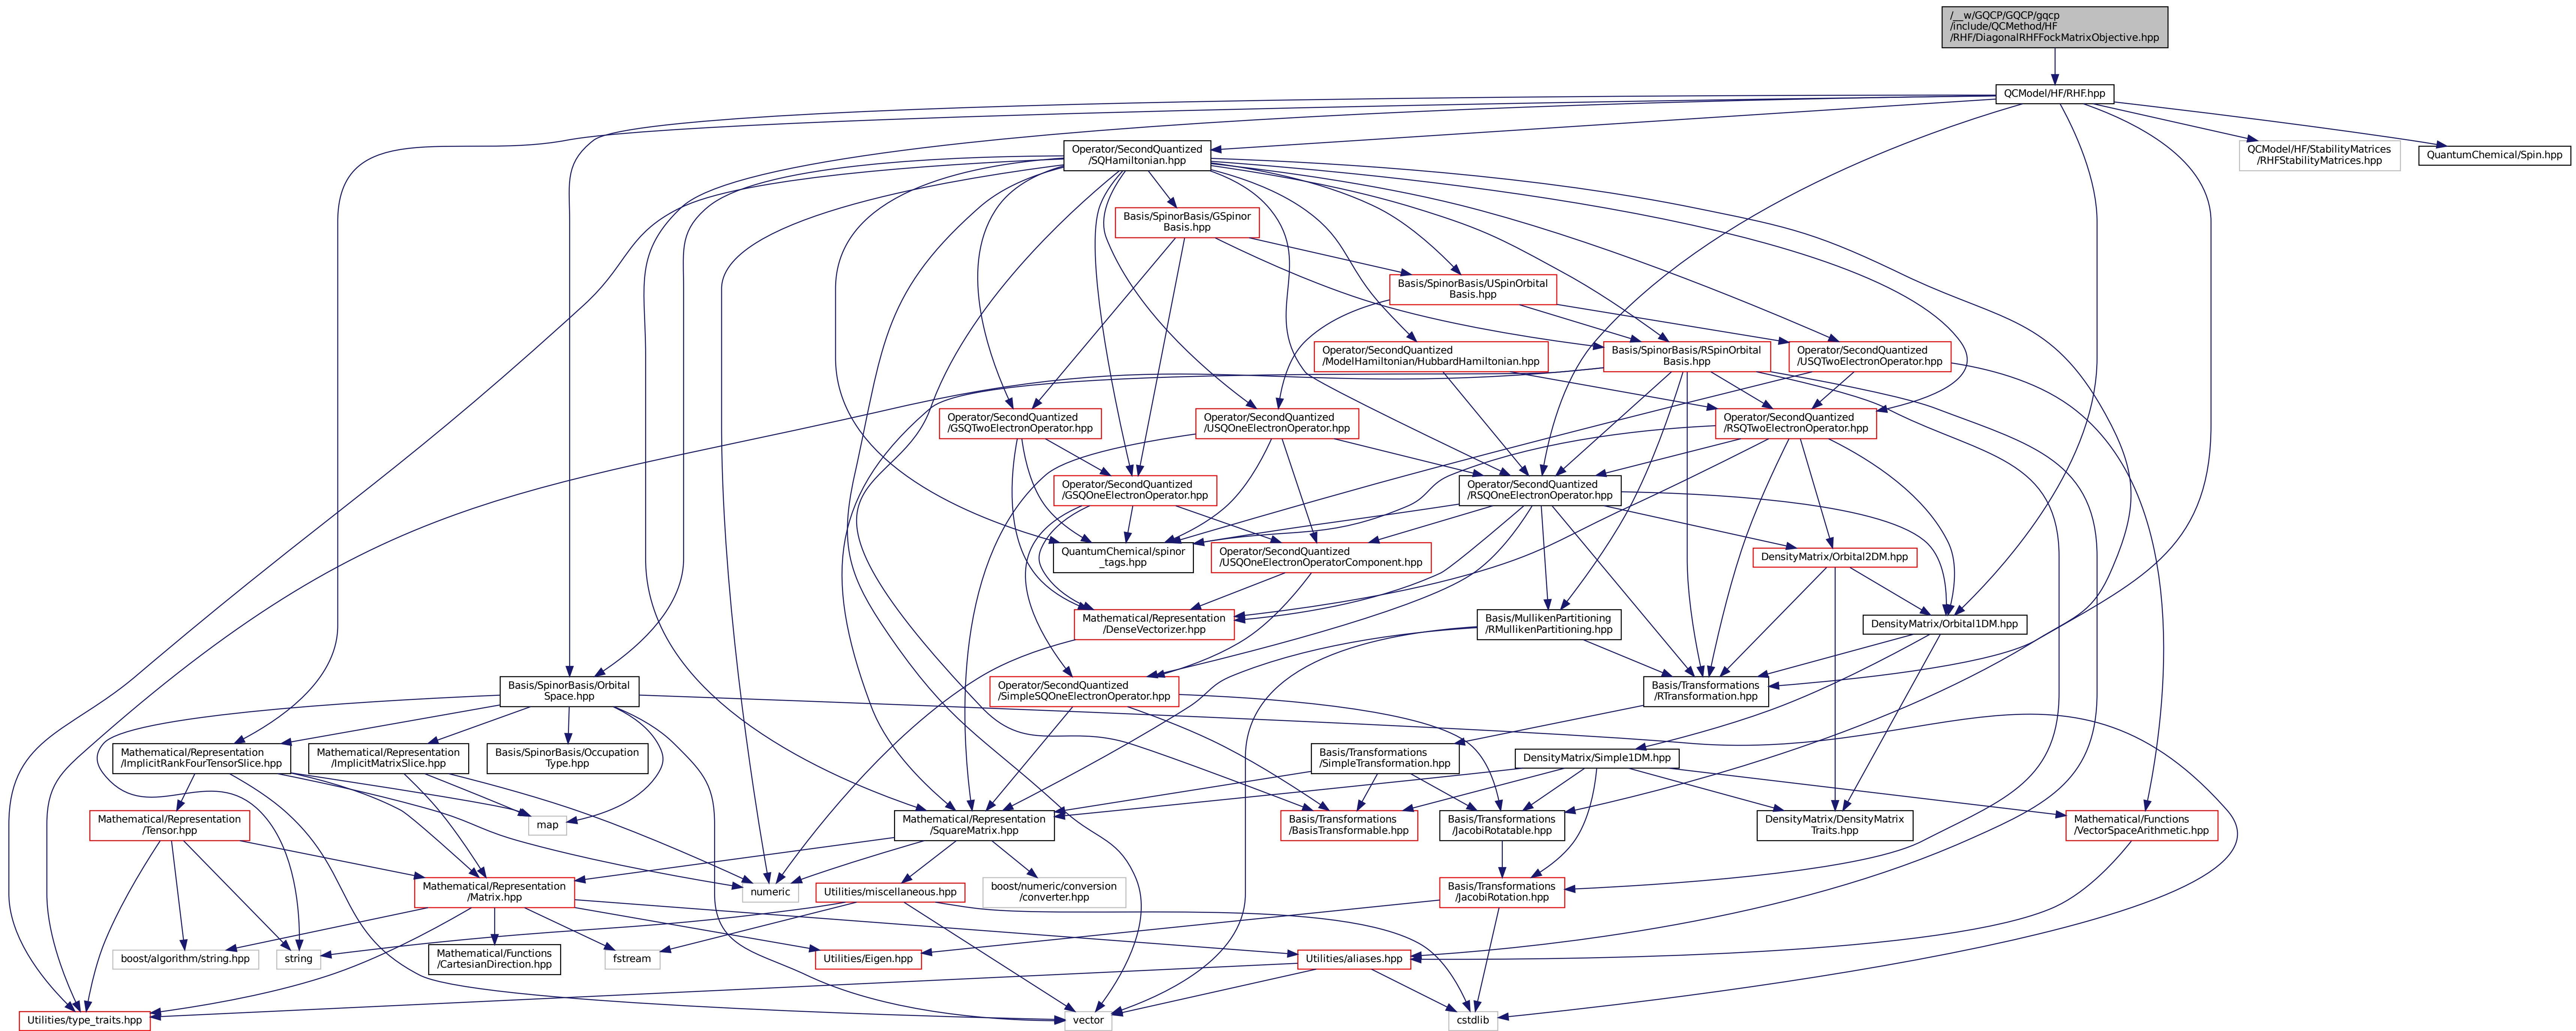 /__w/GQCP/GQCP/gqcp
/include/QCMethod/HF
/RHF/DiagonalRHFFockMatrixObjective.hpp
QCModel/HF/RHF.hpp
Operator/SecondQuantized
/SQHamiltonian.hpp
QCModel/HF/StabilityMatrices
/RHFStabilityMatrices.hpp
QuantumChemical/Spin.hpp
Basis/SpinorBasis/GSpinor
Basis.hpp
Basis/SpinorBasis/USpinOrbital
Basis.hpp
Operator/SecondQuantized
/ModelHamiltonian/HubbardHamiltonian.hpp
Basis/SpinorBasis/RSpinOrbital
Basis.hpp
Operator/SecondQuantized
/USQTwoElectronOperator.hpp
Operator/SecondQuantized
/GSQTwoElectronOperator.hpp
Operator/SecondQuantized
/USQOneElectronOperator.hpp
Operator/SecondQuantized
/RSQTwoElectronOperator.hpp
Operator/SecondQuantized
/GSQOneElectronOperator.hpp
Operator/SecondQuantized
/RSQOneElectronOperator.hpp
QuantumChemical/spinor
_tags.hpp
Operator/SecondQuantized
/USQOneElectronOperatorComponent.hpp
DensityMatrix/Orbital2DM.hpp
Mathematical/Representation
/DenseVectorizer.hpp
Basis/MullikenPartitioning
/RMullikenPartitioning.hpp
DensityMatrix/Orbital1DM.hpp
Basis/SpinorBasis/Orbital
Space.hpp
Operator/SecondQuantized
/SimpleSQOneElectronOperator.hpp
Basis/Transformations
/RTransformation.hpp
Mathematical/Representation
/ImplicitRankFourTensorSlice.hpp
Mathematical/Representation
/ImplicitMatrixSlice.hpp
Basis/SpinorBasis/Occupation
Type.hpp
Basis/Transformations
/SimpleTransformation.hpp
DensityMatrix/Simple1DM.hpp
Mathematical/Representation
/Tensor.hpp
map
Mathematical/Representation
/SquareMatrix.hpp
Basis/Transformations
/BasisTransformable.hpp
Basis/Transformations
/JacobiRotatable.hpp
DensityMatrix/DensityMatrix
Traits.hpp
Mathematical/Functions
/VectorSpaceArithmetic.hpp
Mathematical/Representation
/Matrix.hpp
numeric
Utilities/miscellaneous.hpp
boost/numeric/conversion
/converter.hpp
Basis/Transformations
/JacobiRotation.hpp
boost/algorithm/string.hpp
string
Mathematical/Functions
/CartesianDirection.hpp
fstream
Utilities/Eigen.hpp
Utilities/aliases.hpp
Utilities/type_traits.hpp
vector
cstdlib